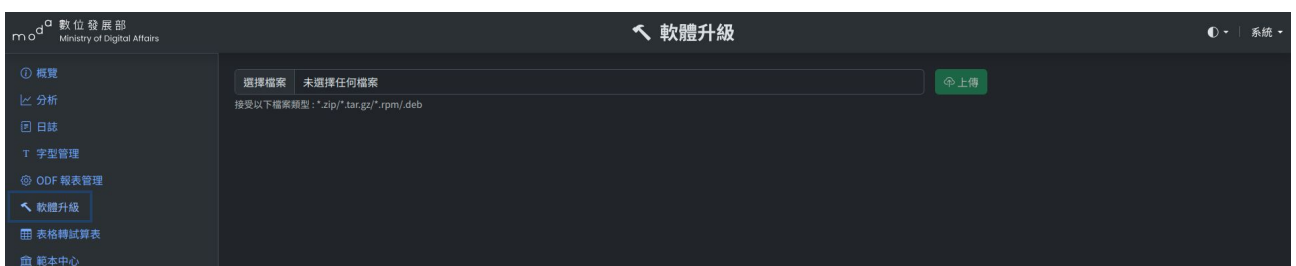 moda 數位發展部
Ministry of Digital Affairs
軟體升級
系統
概覽
分析
日誌
字型管理
ODF 報表管理
軟體升級
表格轉試算表
範本中心
選擇檔案 未選擇任何檔案
上傳
接受以下檔案類型 : *.zip/*.tar.gz/*.rpm/.deb